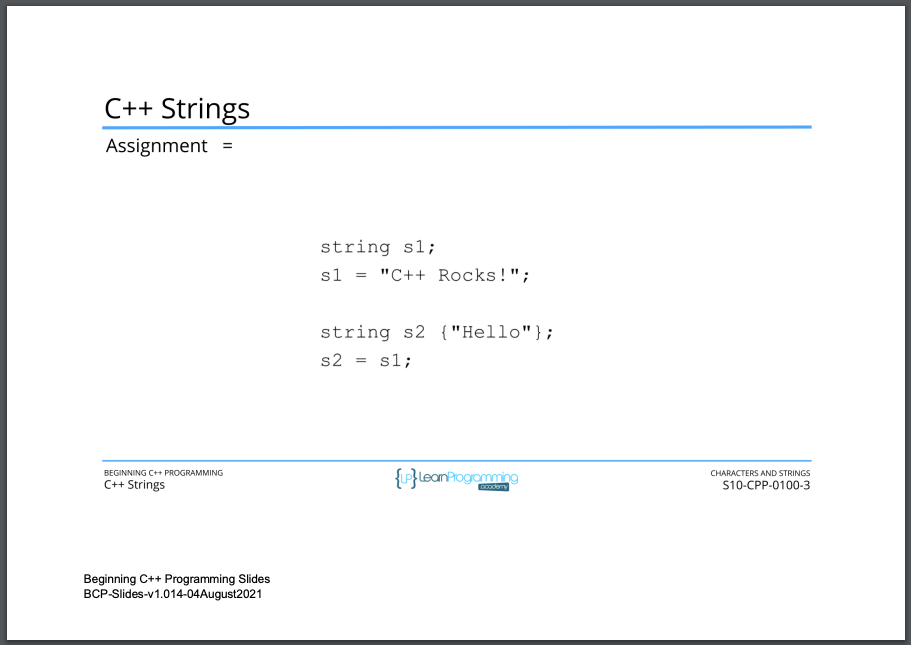 C++ Strings
Assignment =
string s1;
s1 = "C++ Rocks!";
string s2 {"Hello"};
s2 = s1;
BEGINNING C++ PROGRAMMING
C++ Strings
{LP} LearnProgramming
academy
CHARACTERS AND STRINGS
S10-CPP-0100-3
Beginning C++ Programming Slides
BCP-Slides-v1.014-04August2021